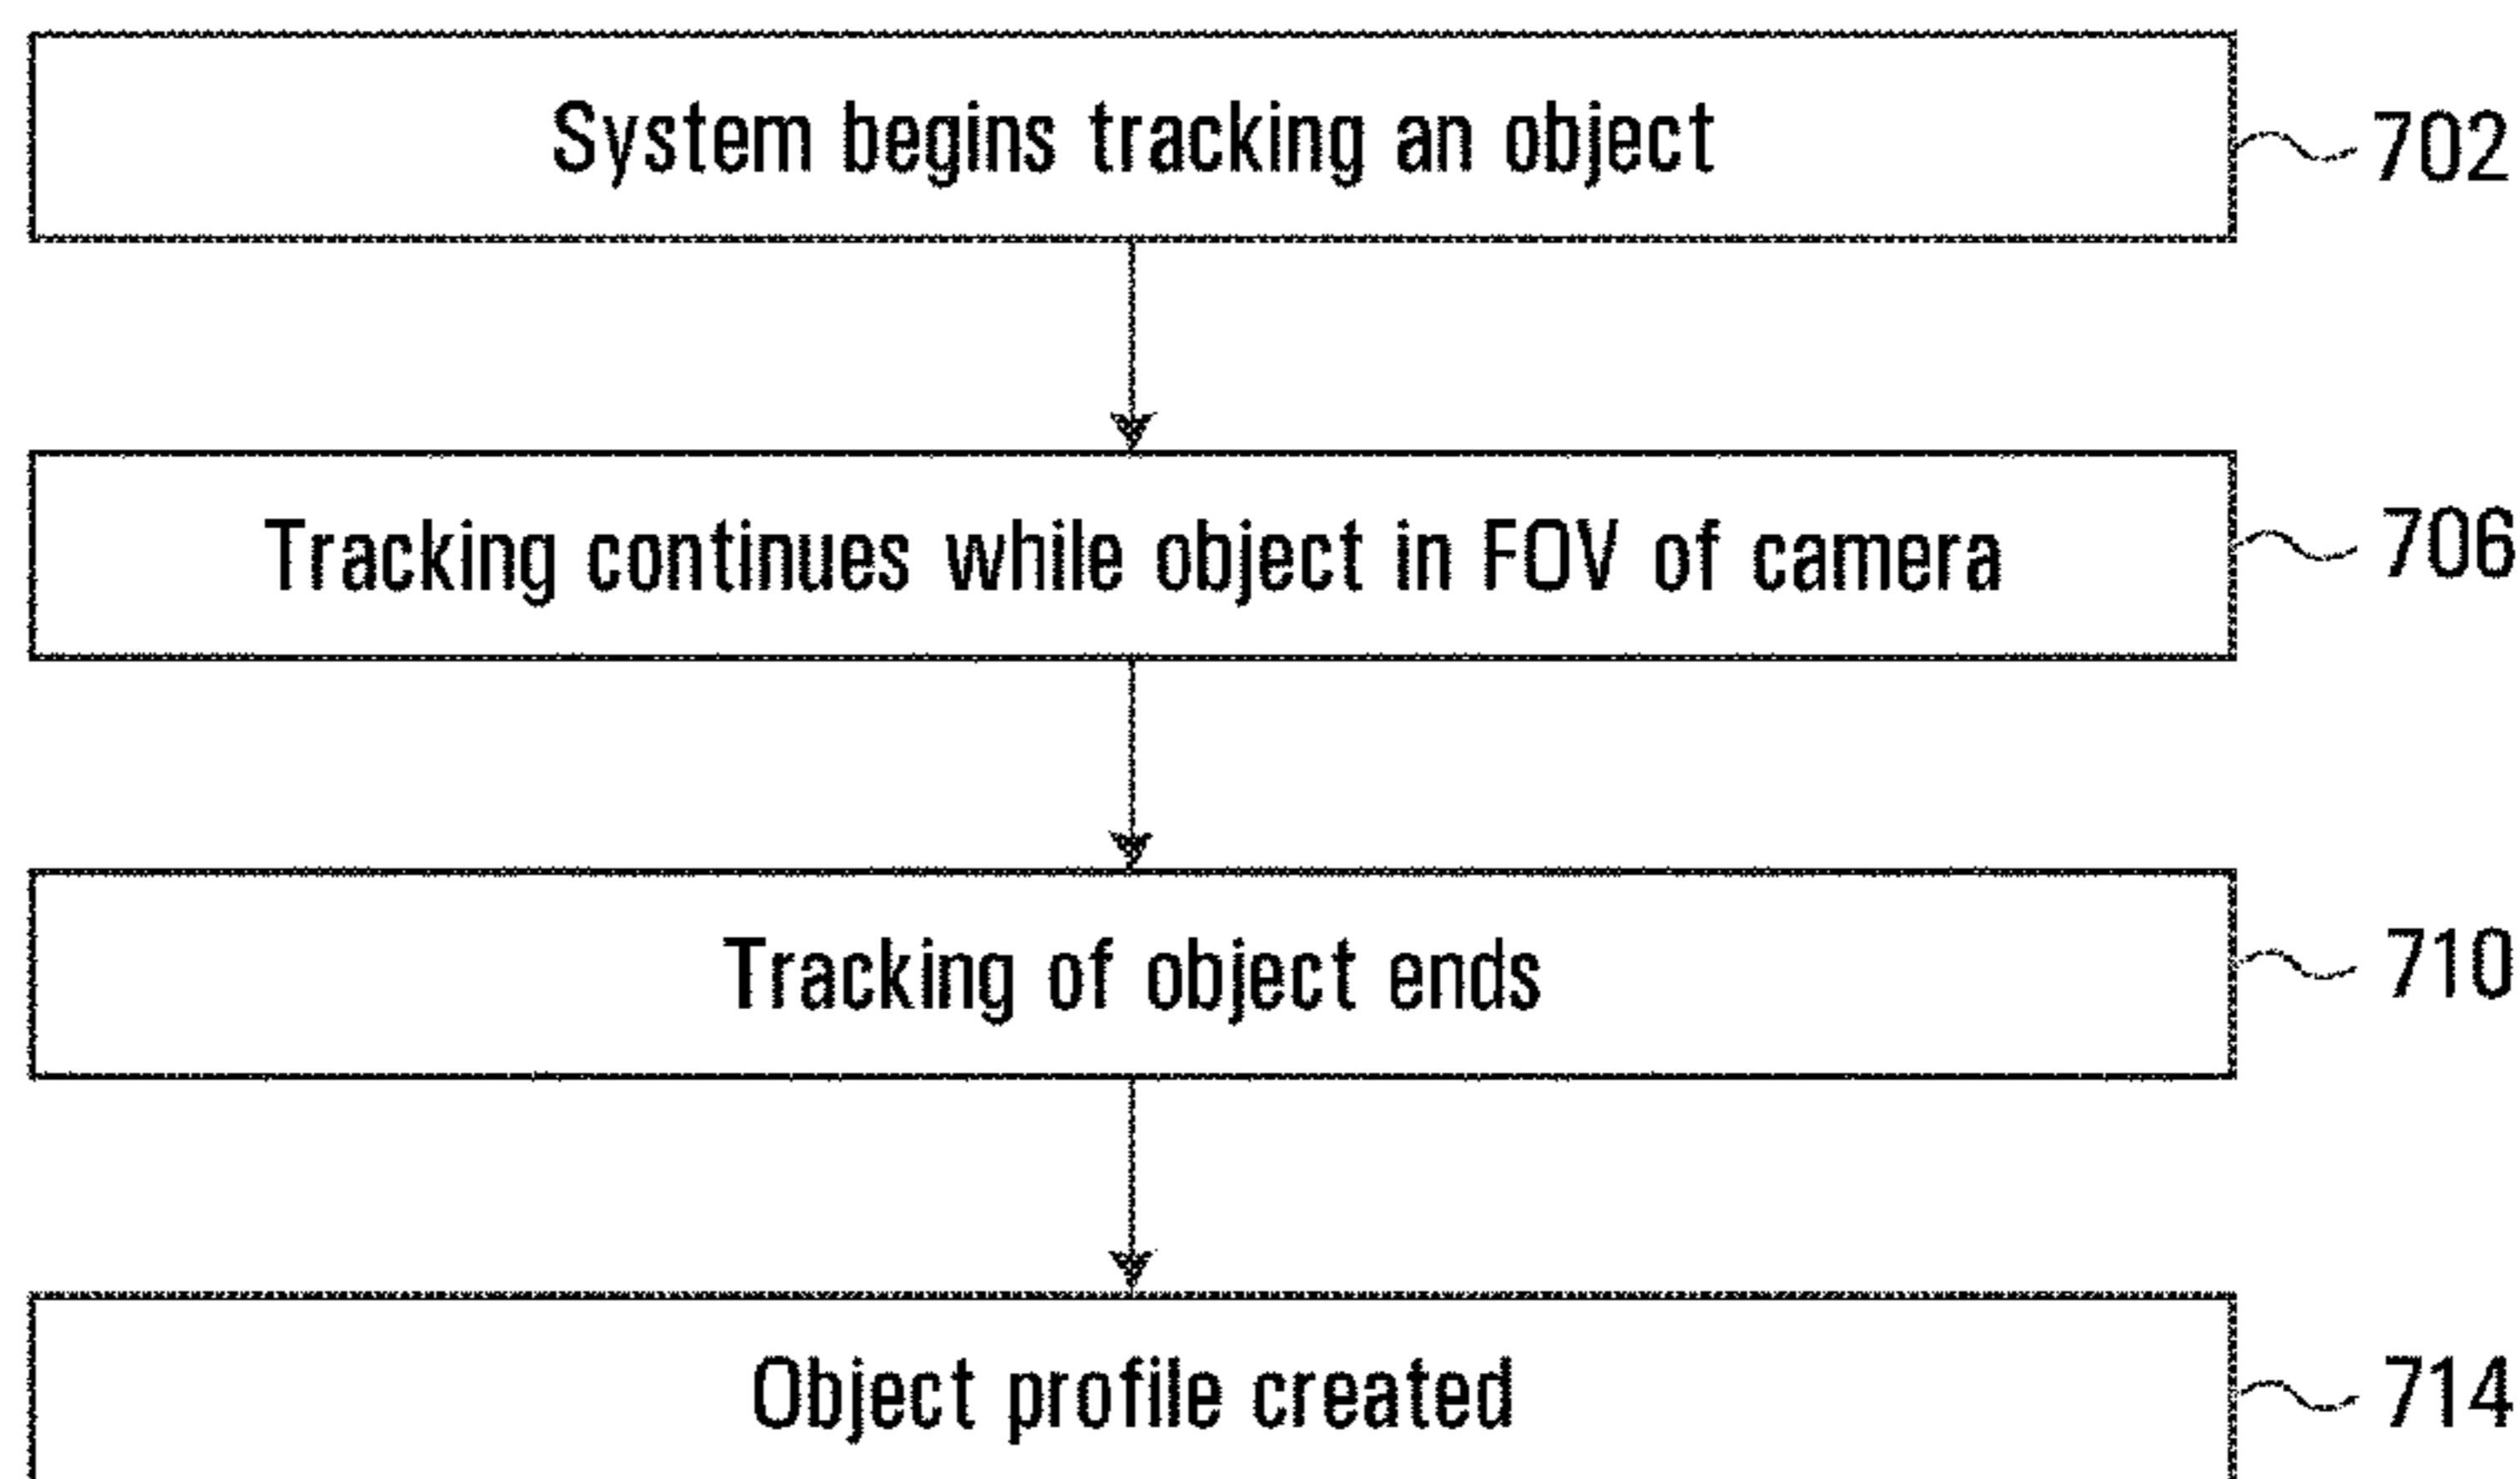 System begins tracking an object
702
Tracking continues while object in FOV of camera
706
Tracking of object ends
710
Object profile created
714